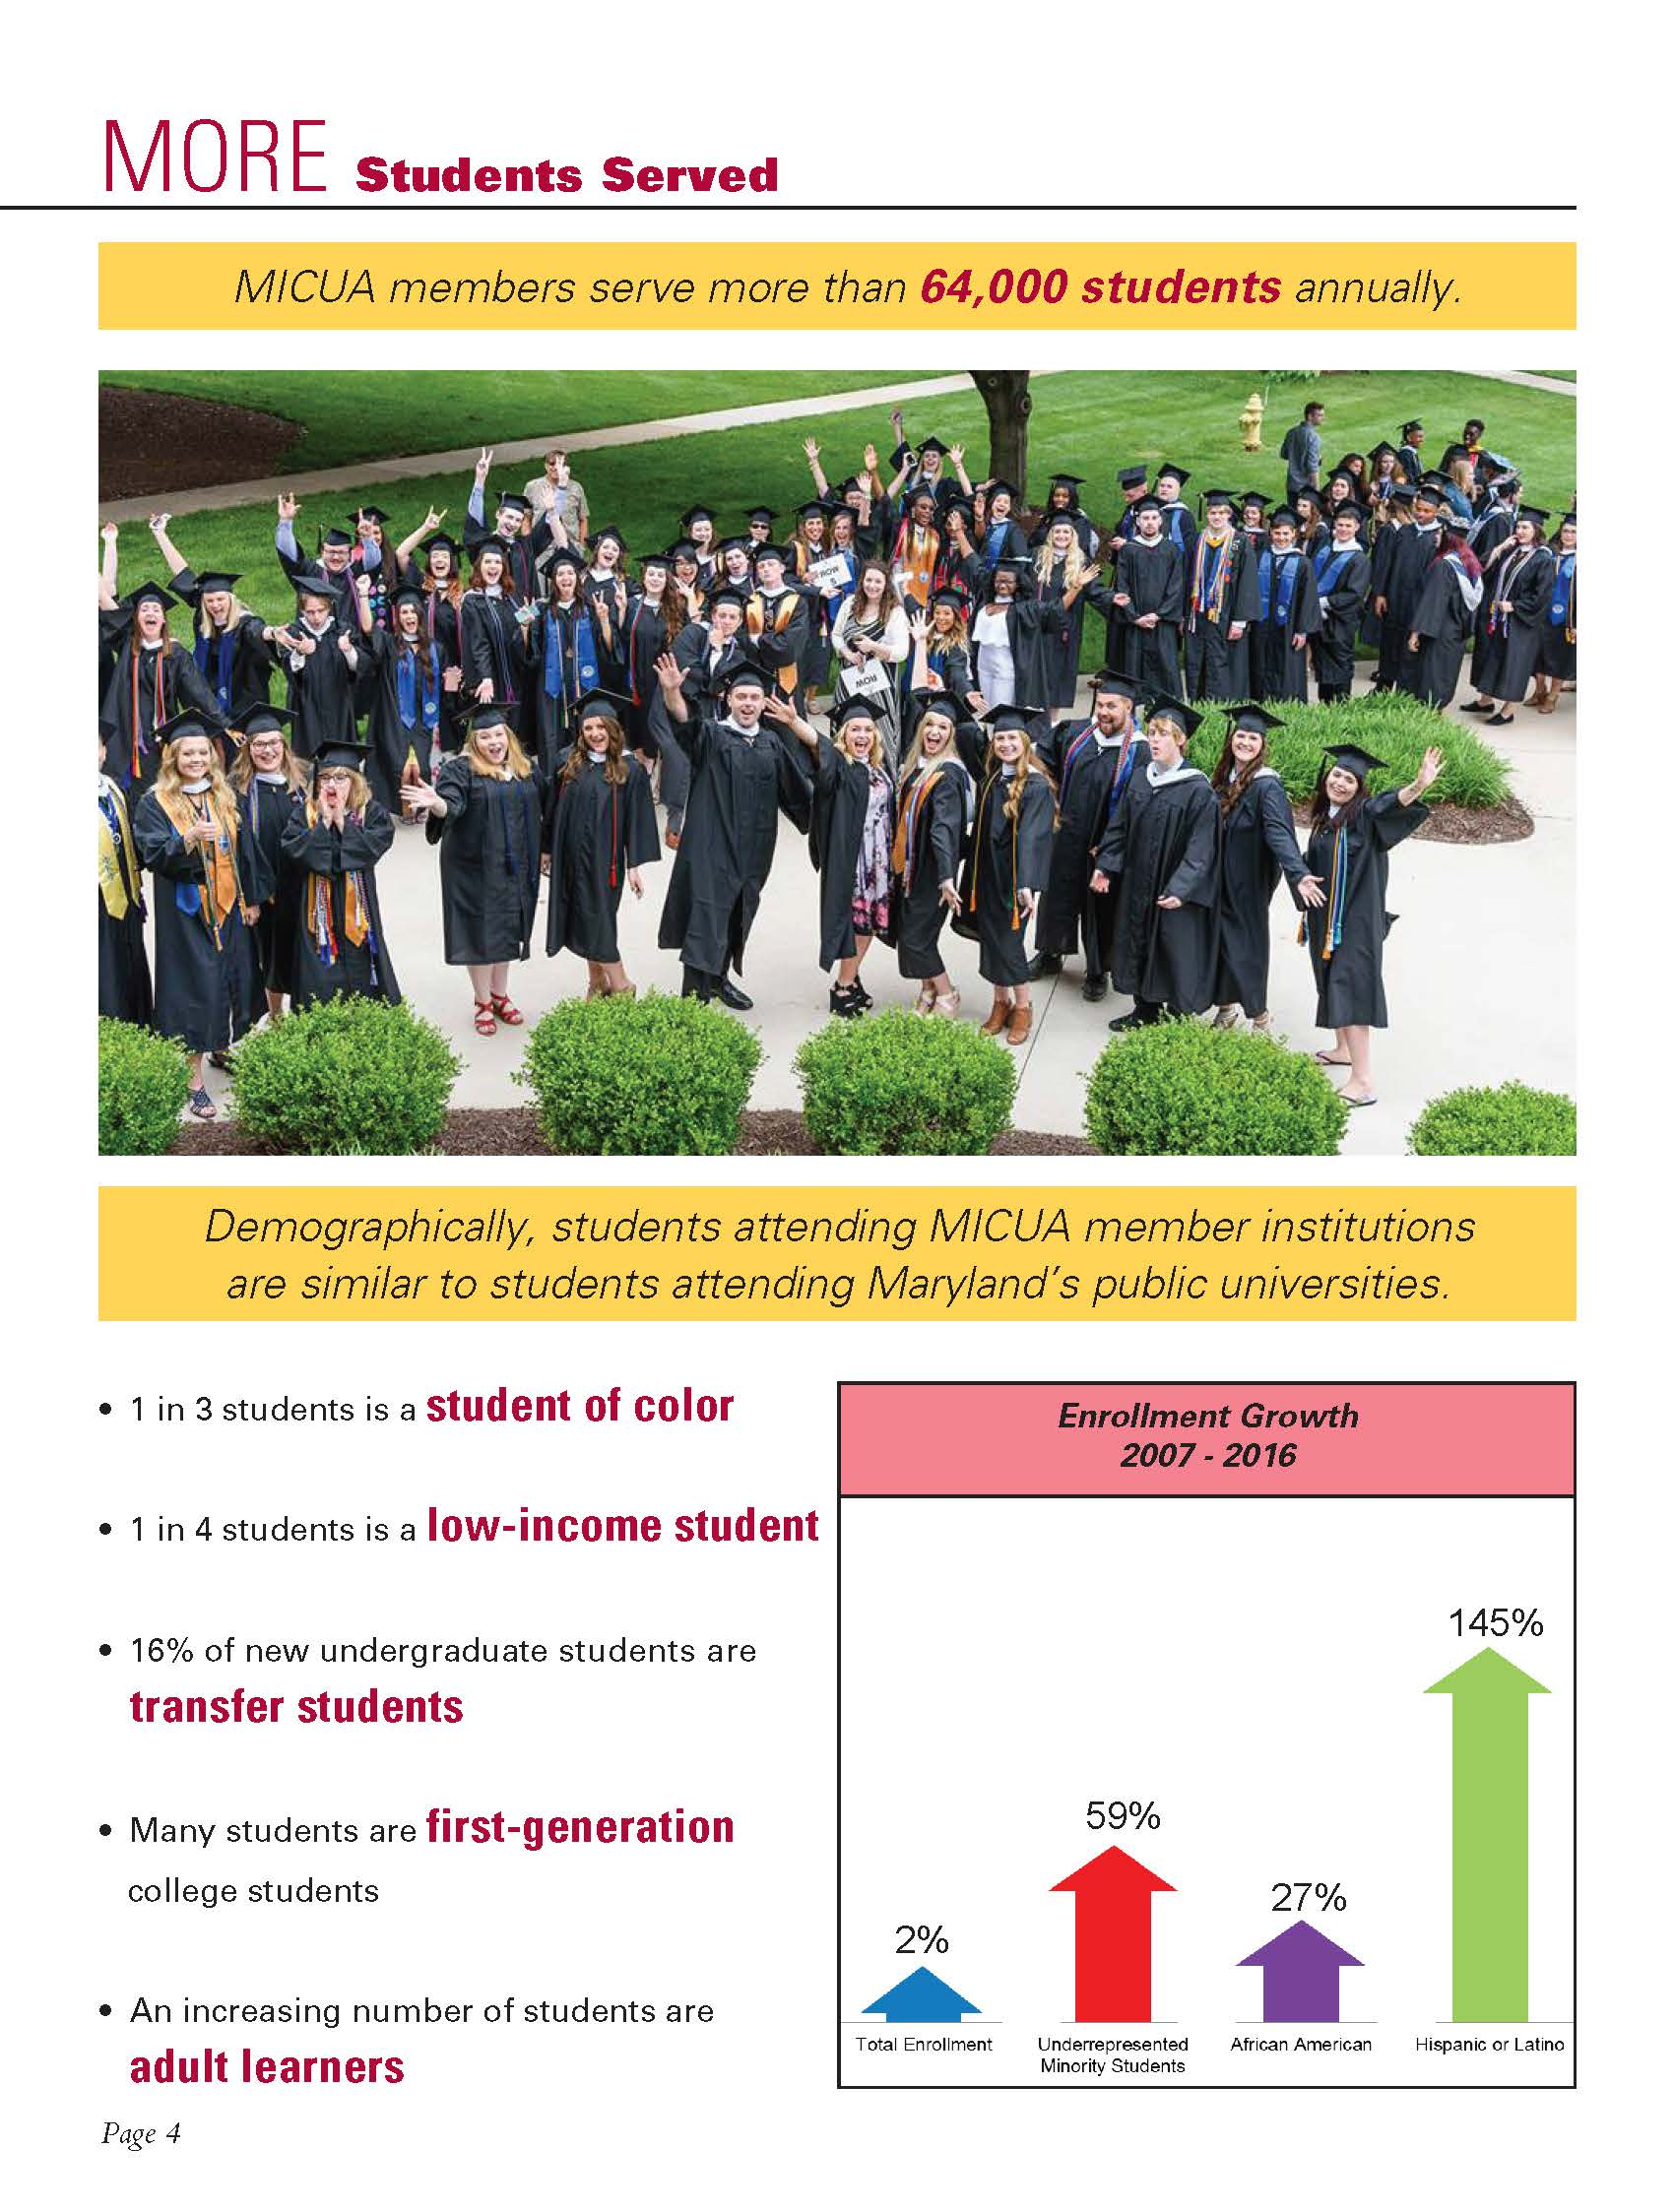 MORE Students Served
MICUA members serve more than 64,000 students annually.
ROW
5
ROW
Demographically, students attending MICUA member institutions
are similar to students attending Maryland's public universities.
• 1 in 3 students is a student of color
• 1 in 4 students is a low-income student
• 16% of new undergraduate students are
transfer students
• Many students are first-generation
college students
• An increasing number of students are
adult learners
Enrollment Growth
2007 - 2016
2%
59%
27%
145%
Total Enrollment
Underrepresented
Minority Students
African American
Hispanic or Latino
Page 4